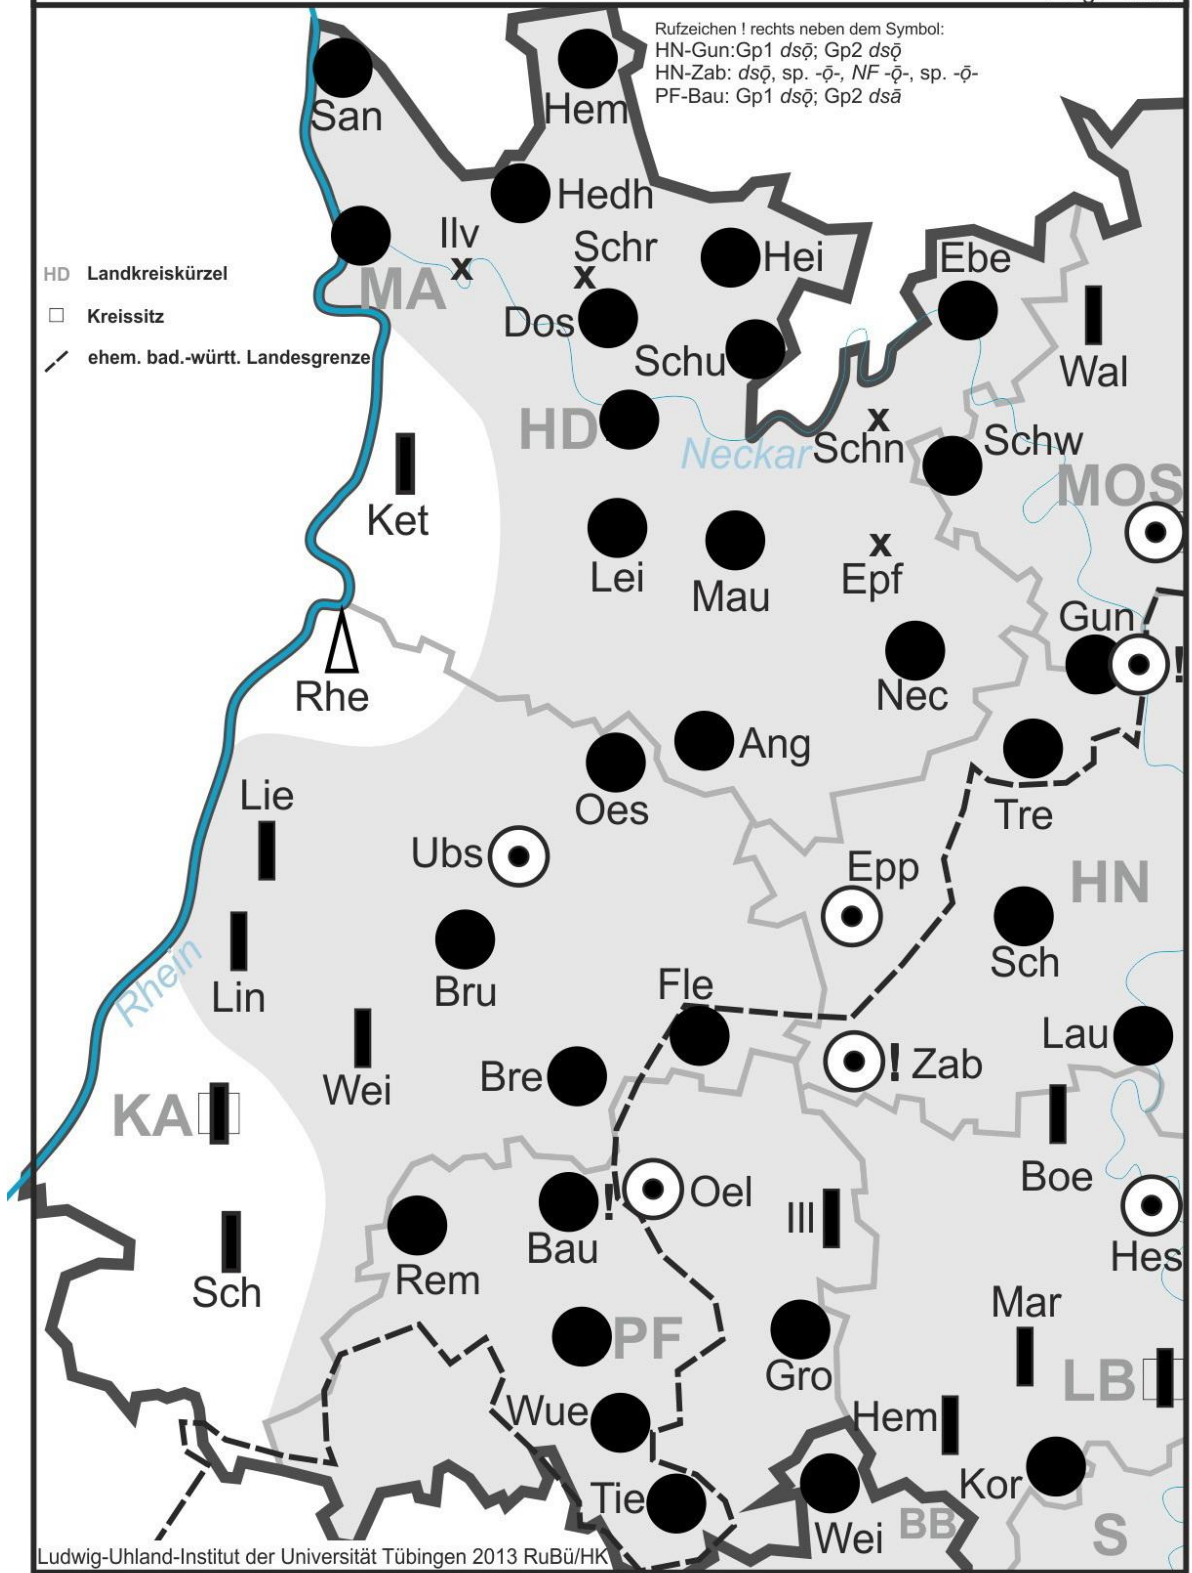 Rufzeichen ! rechts neben dem Symbol:
HN-Gun:Gp1 dsọ̄; Gp2 dsǭ
HN-Zab: dsọ̄, sp. -ọ̄-, NF -ǭ-, sp. -ọ̄-
PF-Bau: Gp1 dsǭ; Gp2 dsā
San
Hem
Hedh
Ilv
x
Schr
x
Hei
Ebe
HD Landkreiskürzel
MA
Kreissitz
Dos
ehem. bad.-württ. Landesgrenze
Schu
Wal
HD
x
Neckar
Schn
Schw
MOS
Ket
x
Lei
Mau
Epf
Gun
!
Rhe
Nec
Ang
Oes
Tre
Lie
Ubs
Epp
HN
Sch
Rhein
Lin
Bru
Fle
Lau
! Zab
Wei
Bre
KA
Boe
!
Oel
Ill
Bau
Hes
Rem
Sch
Mar
PF
Gro
LB
Wue
Hem
Kor
Tie
Wei
BB
S
Ludwig-Uhland-Institut der Universität Tübingen 2013 RuBü/HK